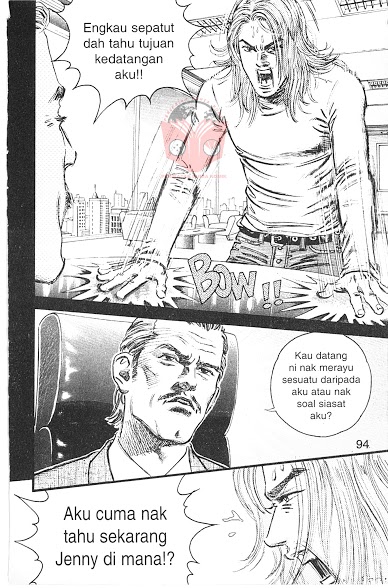 Engkau sepatut
dah tahu tujuan
kedatangan
aku!!
BOW!!
Kau datang
ni nak merayu
sesuatu daripada
aku atau nak
soal siasat
aku?
94
Aku cuma nak
tahu sekarang
Jenny di mana!?